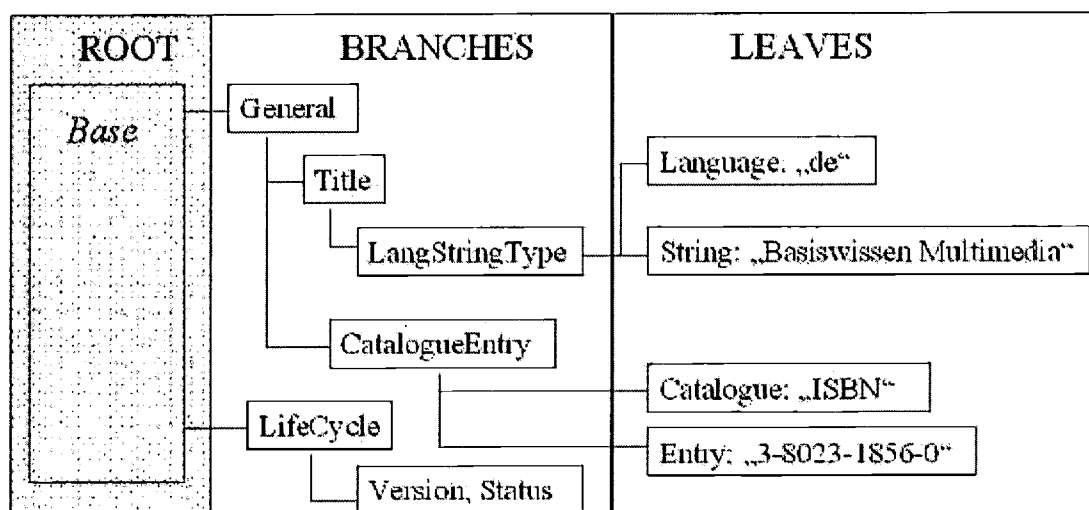 ROOT
BRANCHES
LEAVES
Base
General
Title
LangStringType
CatalogueEntry
LifeCycle
Version, Status
Language: „de“
String: „Basiswissen Multimedia“
Catalogue: „ISBN“
Entry: „3-8023-1856-0“